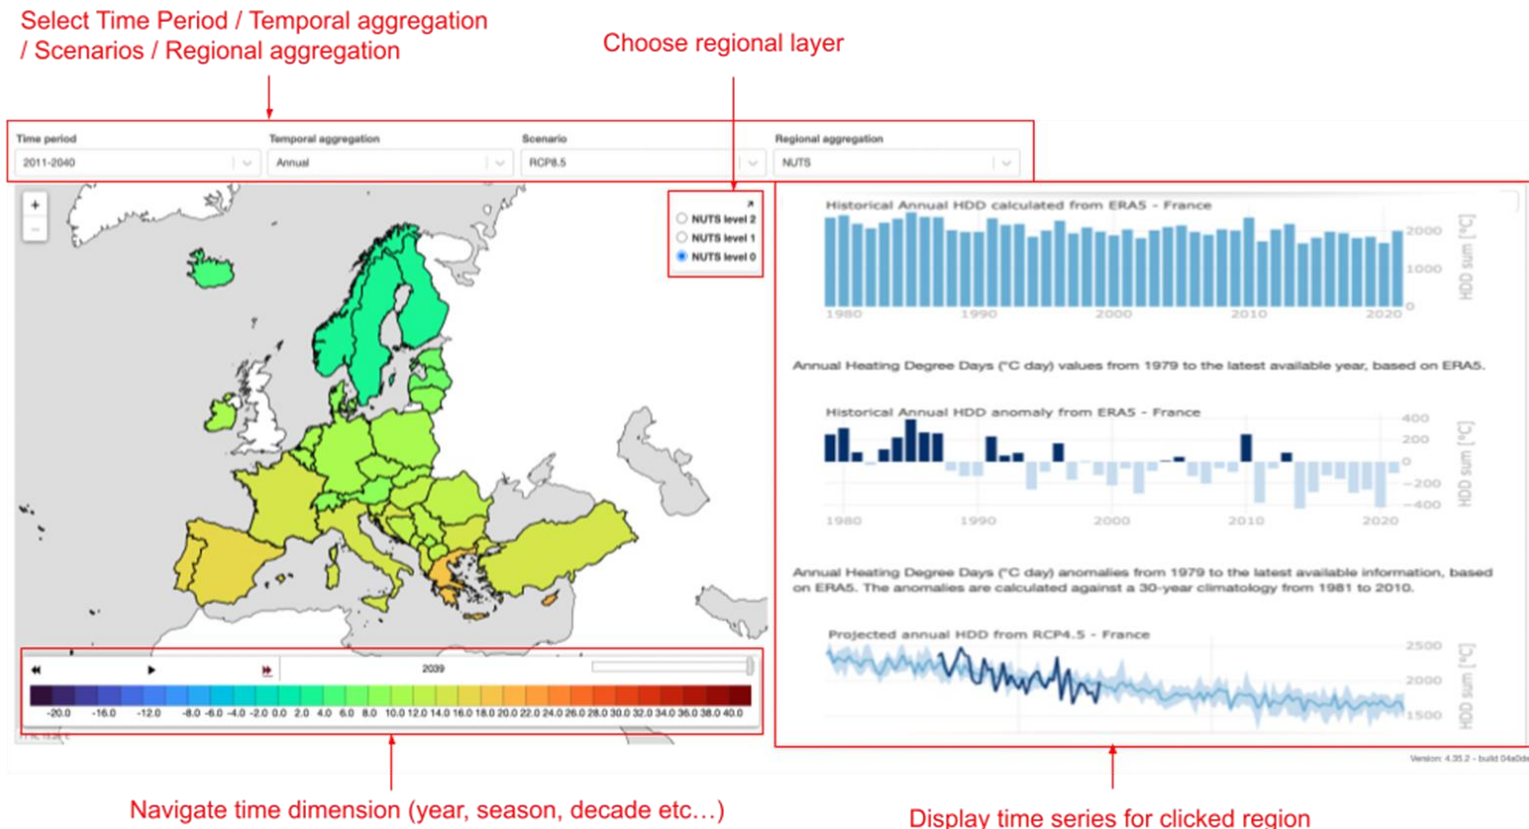 Select Time Period / Temporal aggregation
/ Scenarios / Regional aggregation
Choose regional layer
Time period
Temporal aggregation
Scenario
Regional aggregation
2011-2040
Annual
RCP8.5
NUTS
+
−
NUTS level 2
NUTS level 1
NUTS level 0
Historical Annual HDD calculated from ERA5 - France
2000
1000
0
HDD sum [°C]
1980 1990 2000 2010 2020
Annual Heating Degree Days (°C day) values from 1979 to the latest available year, based on ERA5.
Historical Annual HDD anomaly from ERA5 - France
400
200
0
−200
−400
HDD sum [°C]
1980 1990 2000 2010 2020
Annual Heating Degree Days (°C day) anomalies from 1979 to the latest available information, based
on ERA5. The anomalies are calculated against a 30-year climatology from 1981 to 2010.
Projected annual HDD from RCP4.5 - France
2500
2000
1500
HDD sum [°C]
2039
-20.0 -16.0 -12.0 -8.0 -6.0 -4.0 -2.0 0.0 2.0 4.0 6.0 8.0 10.0 12.0 14.0 16.0 18.0 20.0 22.0 24.0 26.0 28.0 30.0 32.0 34.0 36.0 38.0 40.0
Version: 4.35.2 - build
Navigate time dimension (year, season, decade etc…)
Display time series for clicked region